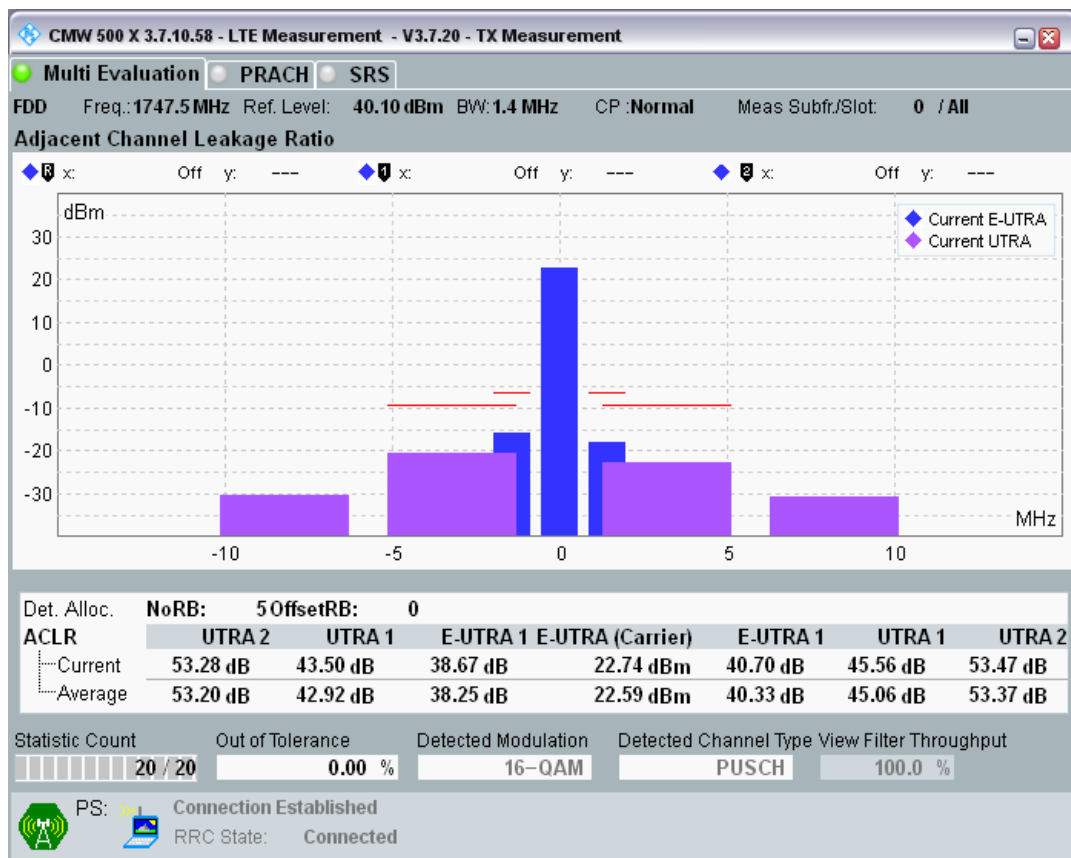 CMW 500 X 3.7.10.58 - LTE Measurement - V3.7.20 - TX Measurement
Multi Evaluation PRACH SRS
FDD Freq.:1747.5 MHz Ref. Level: 40.10 dBm BW:1.4 MHz CP :Normal Meas Subfr./Slot: 0 / All
Adjacent Channel Leakage Ratio
R x: Off y: --- 1 x: Off y: --- 2 x: Off y: ---
dBm
Current E-UTRA
Current UTRA
30
20
10
0
-10
-20
-30
MHz
-10 -5 0 5 10
Det. Alloc. NoRB: 5 OffsetRB: 0
ACLR UTRA 2 UTRA 1 E-UTRA 1 E-UTRA (Carrier) E-UTRA 1 UTRA 1 UTRA 2
Current 53.28 dB 43.50 dB 38.67 dB 22.74 dBm 40.70 dB 45.56 dB 53.47 dB
Average 53.20 dB 42.92 dB 38.25 dB 22.59 dBm 40.33 dB 45.06 dB 53.37 dB
Statistic Count Out of Tolerance Detected Modulation Detected Channel Type View Filter Throughput
20 / 20 0.00 % 16-QAM PUSCH 100.0 %
PS: Connection Established
RRC State: Connected